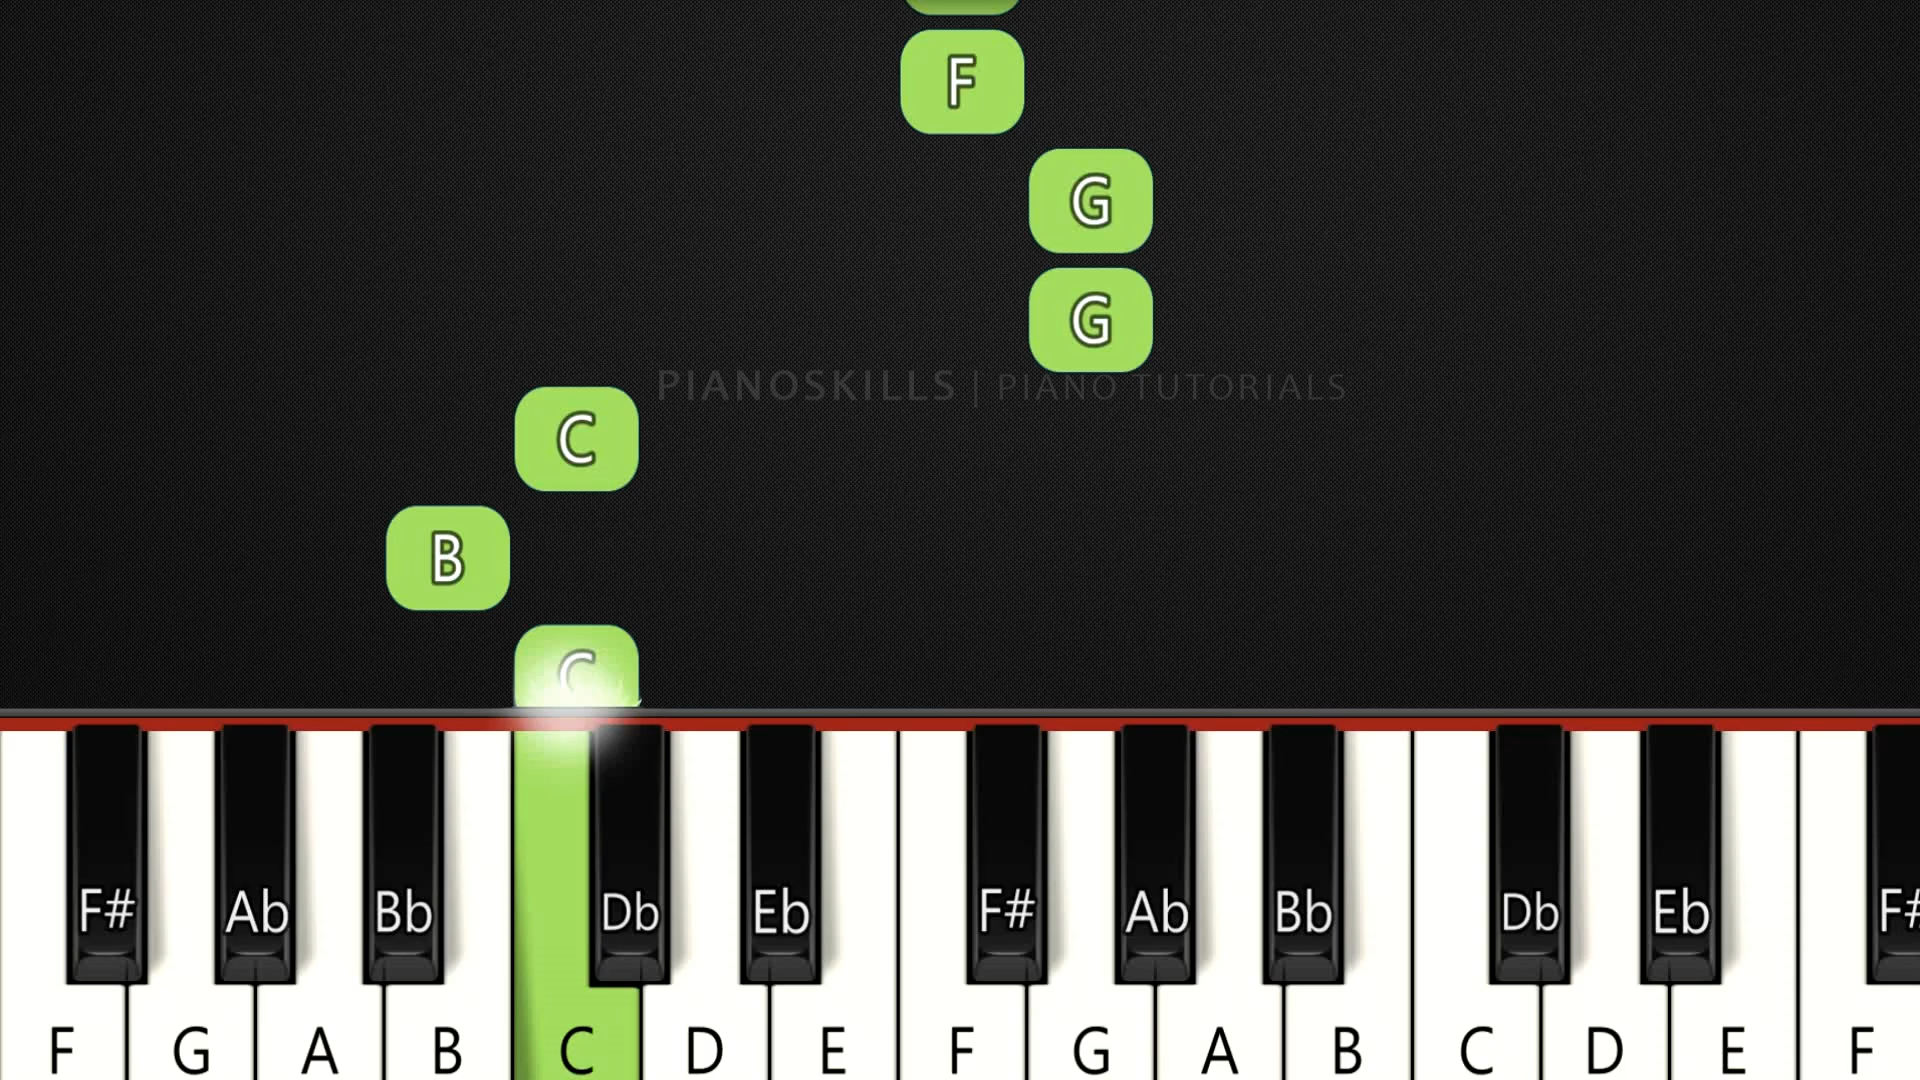 F
G
G
PIANOSKILLS | PIANO TUTORIALS
C
B
C
F# Ab Bb Db Eb F# Ab Bb Db Eb F#
F G A B C D E F G A B C D E F